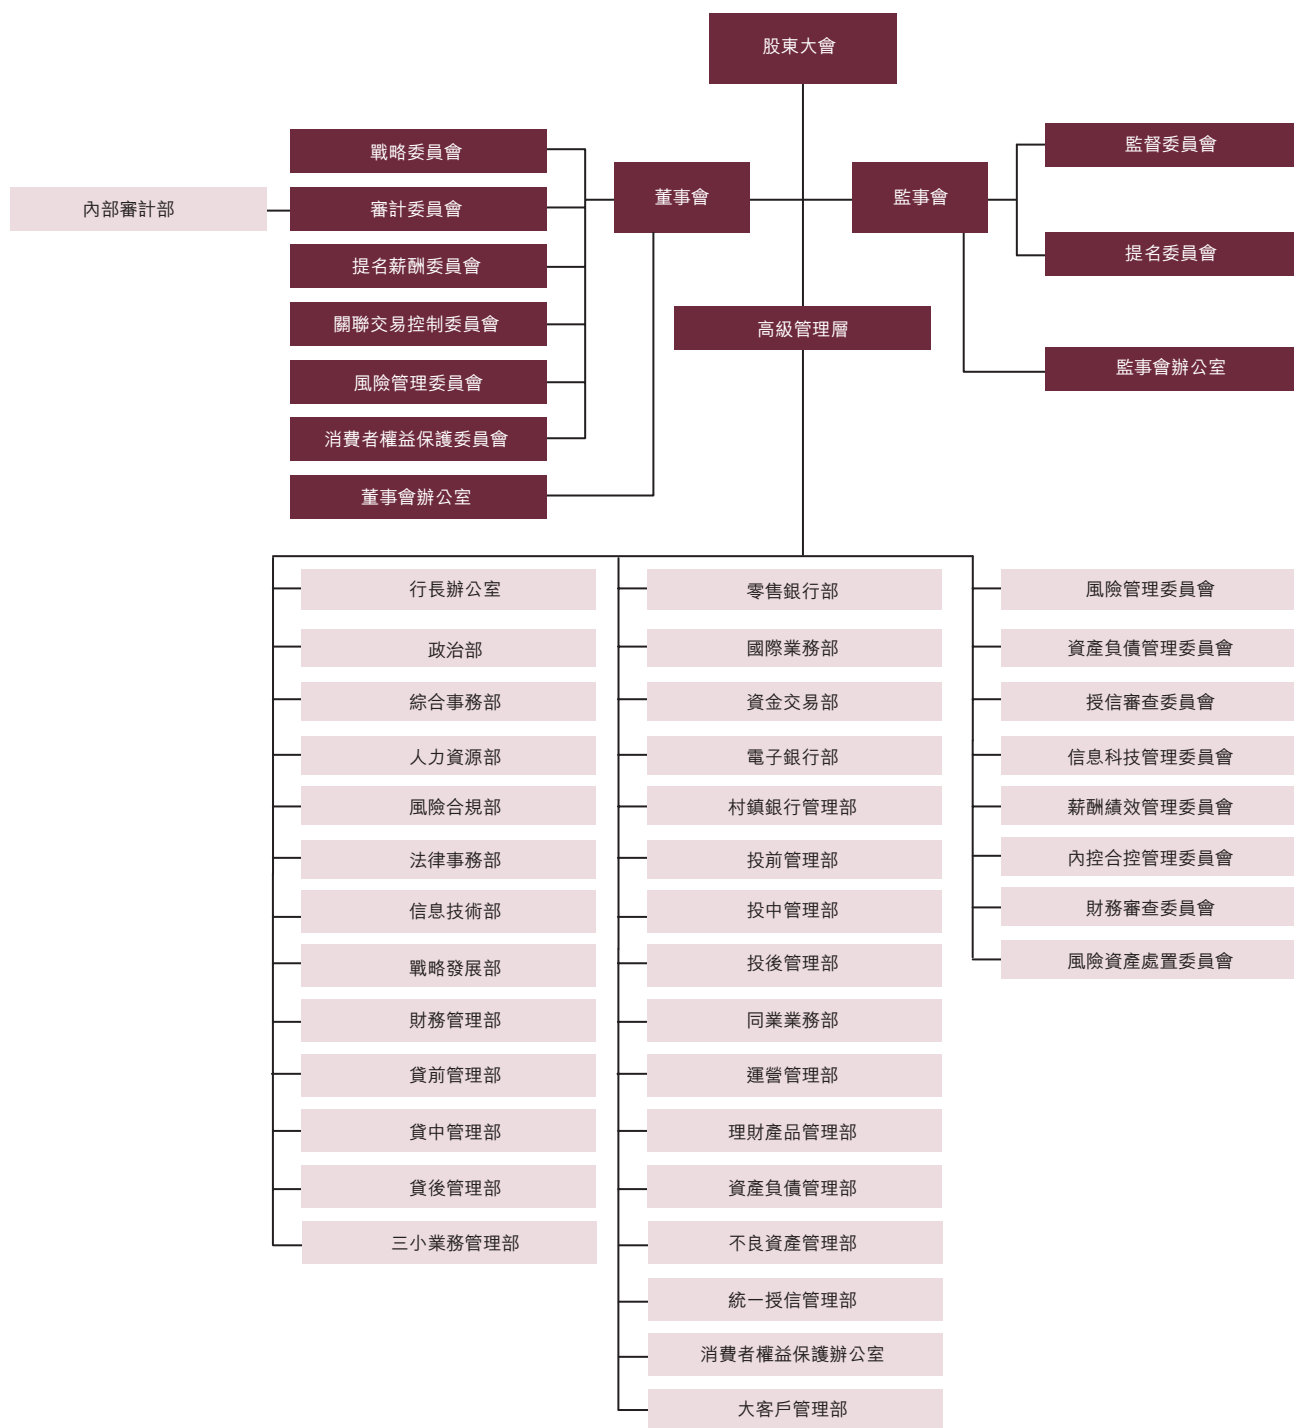 股東大會
戰略委員會
內部審計部
審計委員會
提名薪酬委員會
關聯交易控制委員會
風險管理委員會
消費者權益保護委員會
董事會辦公室
董事會
監事會
高級管理層
監督委員會
提名委員會
監事會辦公室
行長辦公室
政治部
綜合事務部
人力資源部
風險合規部
法律事務部
信息技術部
戰略發展部
財務管理部
貸前管理部
貸中管理部
貸後管理部
三小業務管理部
零售銀行部
國際業務部
資金交易部
電子銀行部
村鎮銀行管理部
投前管理部
投中管理部
投後管理部
同業業務部
運營管理部
理財產品管理部
資產負債管理部
不良資產管理部
統一授信管理部
消費者權益保護辦公室
大客戶管理部
風險管理委員會
資產負債管理委員會
授信審查委員會
信息科技管理委員會
薪酬績效管理委員會
內控合控管理委員會
財務審查委員會
風險資產處置委員會